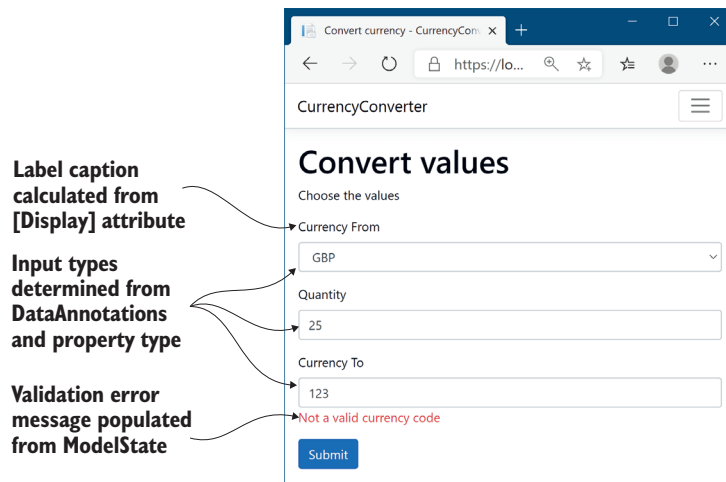 Convert currency - CurrencyCon
https://lo...
CurrencyConverter
Convert values
Choose the values
Label caption
calculated from
[Display] attribute
Currency From
GBP
Input types
determined from
DataAnnotations
and property type
Quantity
25
Currency To
123
Validation error
message populated
from ModelState
Not a valid currency code
Submit